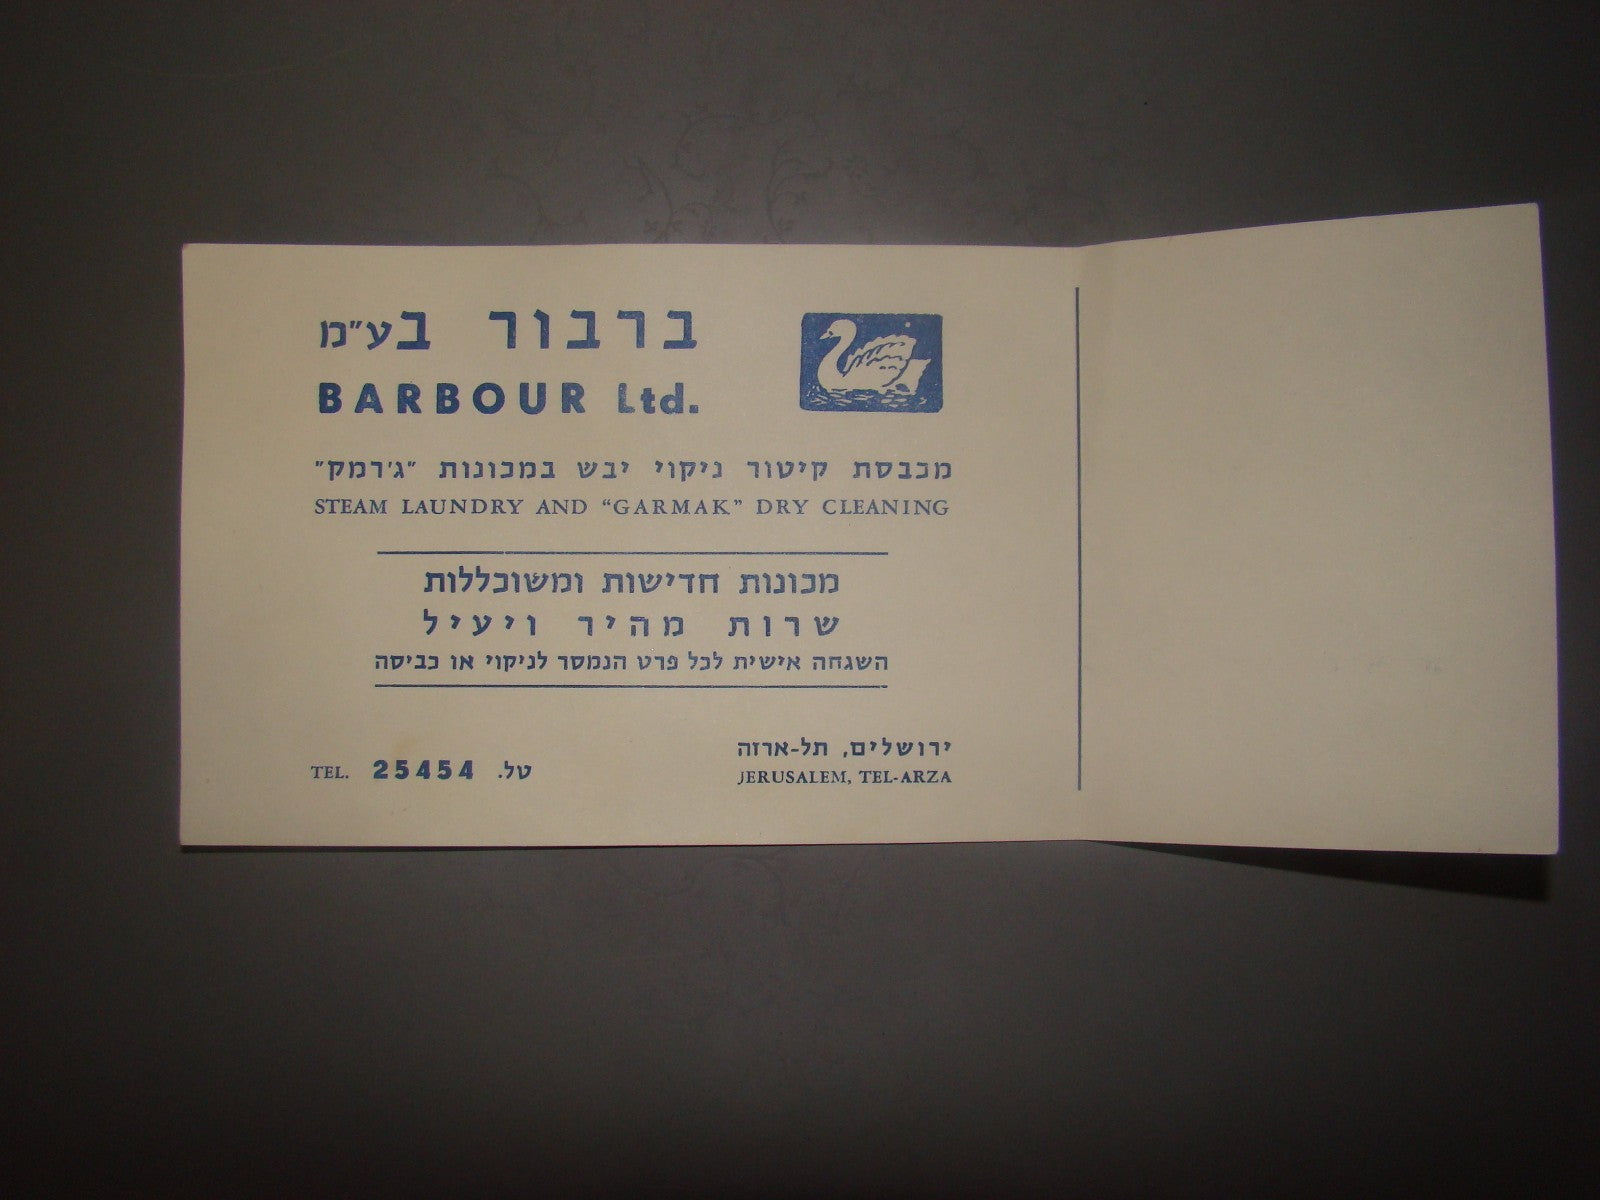 ברבור בע"מ
BARBOUR Ltd.
מכבסת קיטור ניקוי יבש במכונות "ג'רמק"
STEAM LAUNDRY AND “GARMAK” DRY CLEANING
מכונות חדישות ומשוכללות
שרות מהיר ויעיל
השגחה אישית לכל פרט הנמסר לניקוי או כביסה
ירושלים, תל-ארזה
JERUSALEM, TEL-ARZA
TEL. 25454 טל.